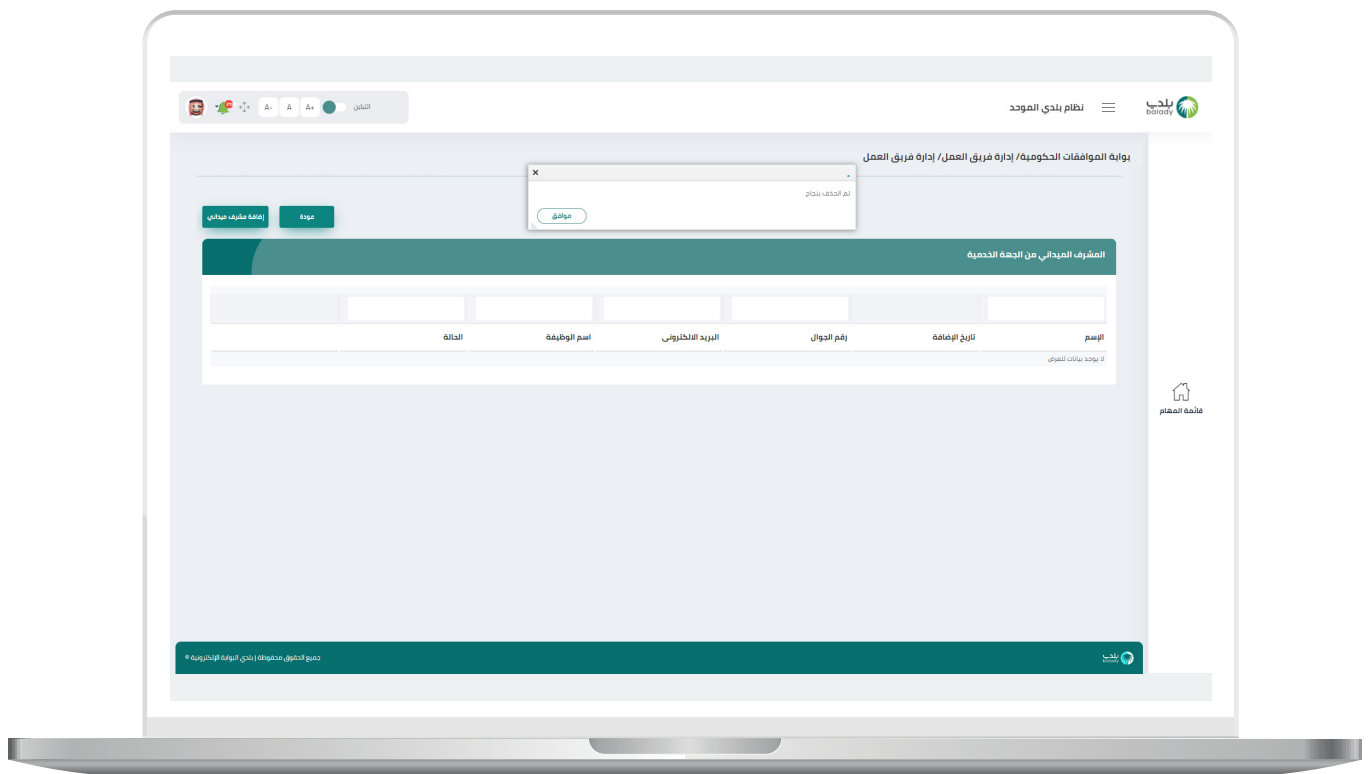 بلدي
balady
نظام بلدي الموحد
التباين
A+
A
A-
بوابة الموافقات الحكومية/ إدارة فريق العمل/ إدارة فريق العمل
تم الحذف بنجاح
موافق
عودة
إضافة مشرف ميداني
المشرف الميداني من الجهة الخدمية
الإسم
تاريخ الإضافة
رقم الجوال
البريد الالكتروني
اسم الوظيفة
الحالة
لا يوجد بيانات للعرض
قائمة المهام
بلدي
balady
جميع الحقوق محفوظة | بلدي البوابة الإلكترونية ©